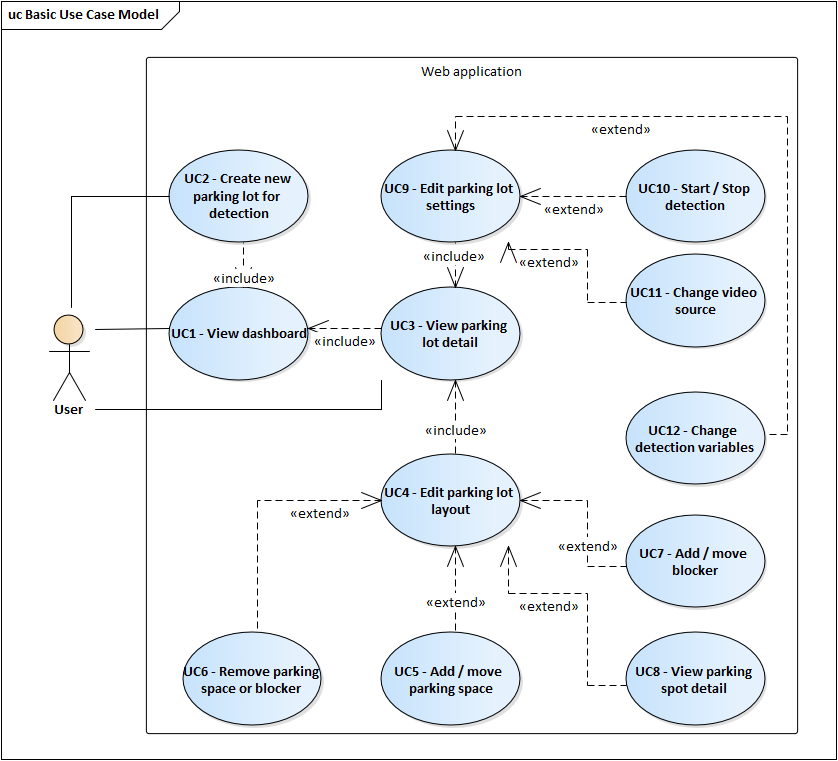 uc Basic Use Case Model
Web application
«extend»
UC2 - Create new
parking lot for
detection
UC9 - Edit parking lot
settings
UC10 - Start / Stop
detection
«extend»
«include»
«extend»
«include»
UC11 - Change video
source
UC1 - View dashboard
«include»
UC3 - View parking
lot detail
User
«include»
UC12 - Change
detection variables
UC4 - Edit parking lot
layout
«extend»
«extend»
UC7 - Add / move
blocker
«extend»
«extend»
UC6 - Remove parking
space or blocker
UC5 - Add / move
parking space
UC8 - View parking
spot detail